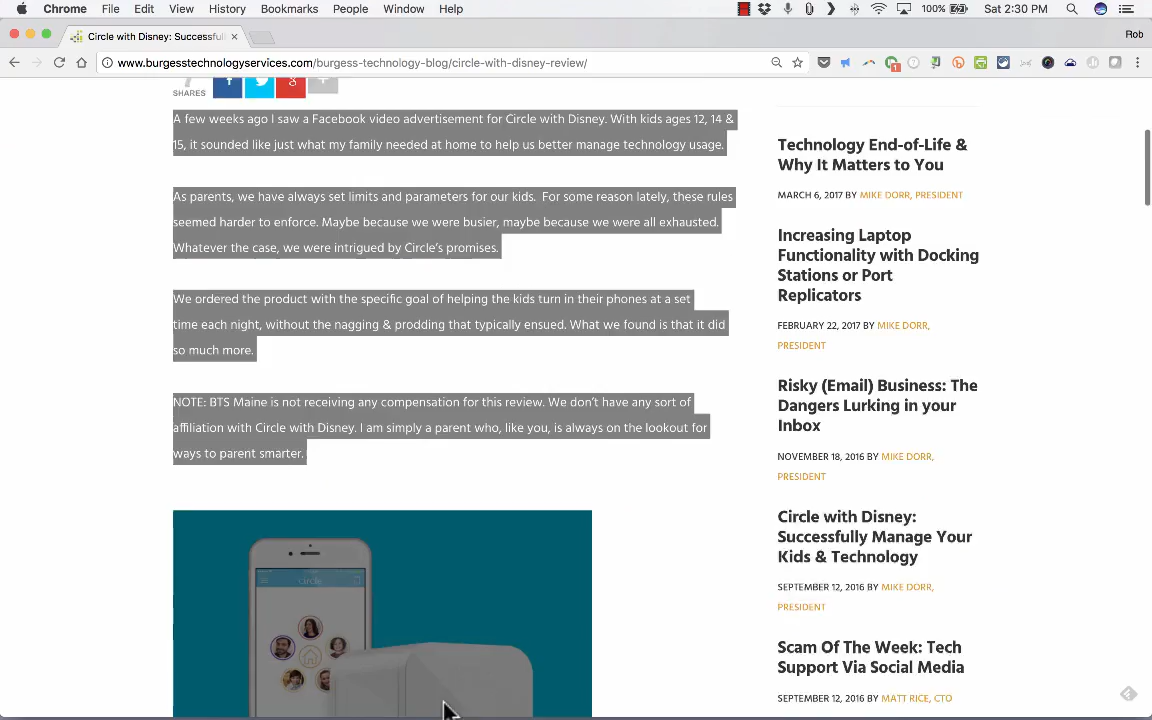 Chrome File Edit View History Bookmarks People Window Help 100% Sat 2:30 PM
Circle with Disney: Successful
Rob
www.burgesstechnologyservices.com/burgess-technology-blog/circle-with-disney-review/
SHARES
A few weeks ago I saw a Facebook video advertisement for Circle with Disney. With kids ages 12, 14 &
15, it sounded like just what my family needed at home to help us better manage technology usage.
As parents, we have always set limits and parameters for our kids.  For some reason lately, these rules
seemed harder to enforce. Maybe because we were busier, maybe because we were all exhausted.
Whatever the case, we were intrigued by Circle's promises.
We ordered the product with the specific goal of helping the kids turn in their phones at a set
time each night, without the nagging & prodding that typically ensued. What we found is that it did
so much more.
NOTE: BTS Maine is not receiving any compensation for this review. We don't have any sort of
affiliation with Circle with Disney. I am simply a parent who, like you, is always on the lookout for
ways to parent smarter.
Circle
Technology End-of-Life &
Why It Matters to You
MARCH 6, 2017 BY MIKE DORR, PRESIDENT
Increasing Laptop
Functionality with Docking
Stations or Port
Replicators
FEBRUARY 22, 2017 BY MIKE DORR,
PRESIDENT
Risky (Email) Business: The
Dangers Lurking in your
Inbox
NOVEMBER 18, 2016 BY MIKE DORR,
PRESIDENT
Circle with Disney:
Successfully Manage Your
Kids & Technology
SEPTEMBER 12, 2016 BY MIKE DORR,
PRESIDENT
Scam Of The Week: Tech
Support Via Social Media
SEPTEMBER 12, 2016 BY MATT RICE, CTO